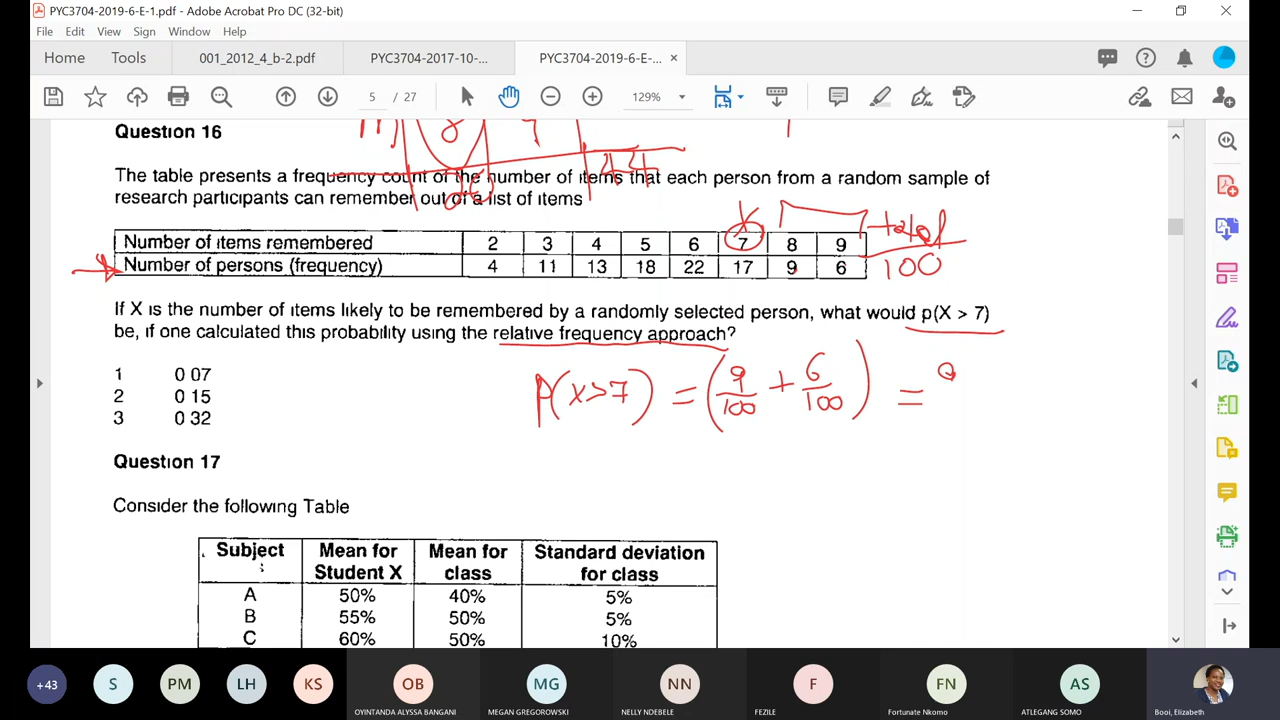 PYC3704-2019-6-E-1.pdf - Adobe Acrobat Pro DC (32-bit)
File Edit View Sign Window Help
Home Tools 001_2012_4_b-2.pdf PYC3704-2017-10-... PYC3704-2019-6-E-... ×
5 / 27 129%
Question 16
8 9
44
The table presents a frequency count of the number of items that each person from a random sample of
research participants can remember out of a list of items
X total
Number of items remembered 2 3 4 5 6 7 8 9
Number of persons (frequency) 4 11 13 18 22 17 9 6 100
If X is the number of items likely to be remembered by a randomly selected person, what would p(X > 7)
be, if one calculated this probability using the relative frequency approach?
1 0 07
2 0 15
3 0 32
P(X>7) = (9/100 + 6/100) =
Question 17
Consider the following Table
Subject Mean for Student X Mean for class Standard deviation for class
A 50% 40% 5%
B 55% 50% 5%
C 60% 50% 10%
+43 S PM LH KS OB MG NN F FN AS
OYINTANDA ALYSSA BANGANI MEGAN GREGOROWSKI NELLY NDEBELE FEZILE Fortunate Nkomo ATLEGANG SOMO Booi, Elizabeth